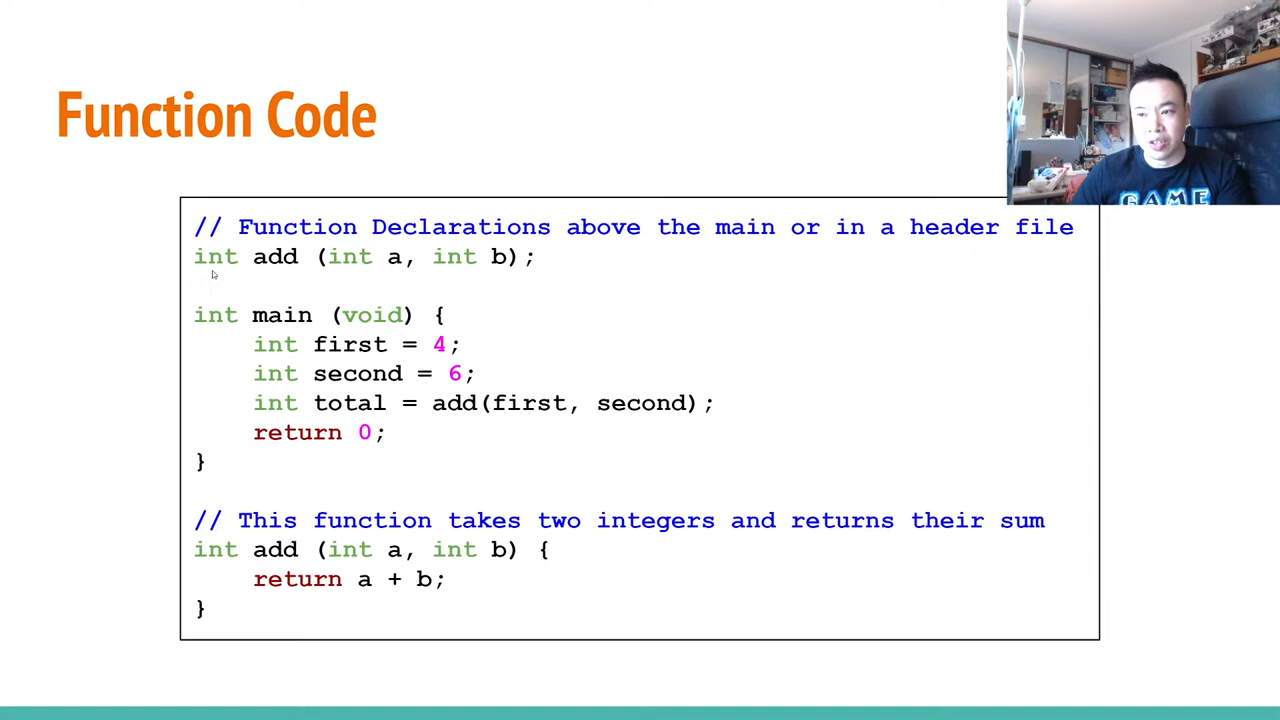 Function Code
// Function Declarations above the main or in a header file
int add (int a, int b);
int main (void) {
int first = 4;
int second = 6;
int total = add(first, second);
return 0;
}
// This function takes two integers and returns their sum
int add (int a, int b) {
return a + b;
}
GAME